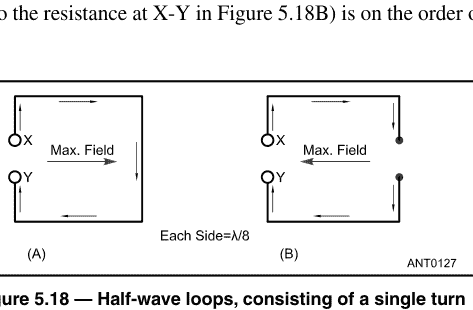 o the resistance at X-Y in Figure 5.18B) is on the order o
X X
Max. Field Max. Field
Y Y
Each Side=λ/8
(A) (B)
ANT0127
gure 5.18 — Half-wave loops, consisting of a single turn